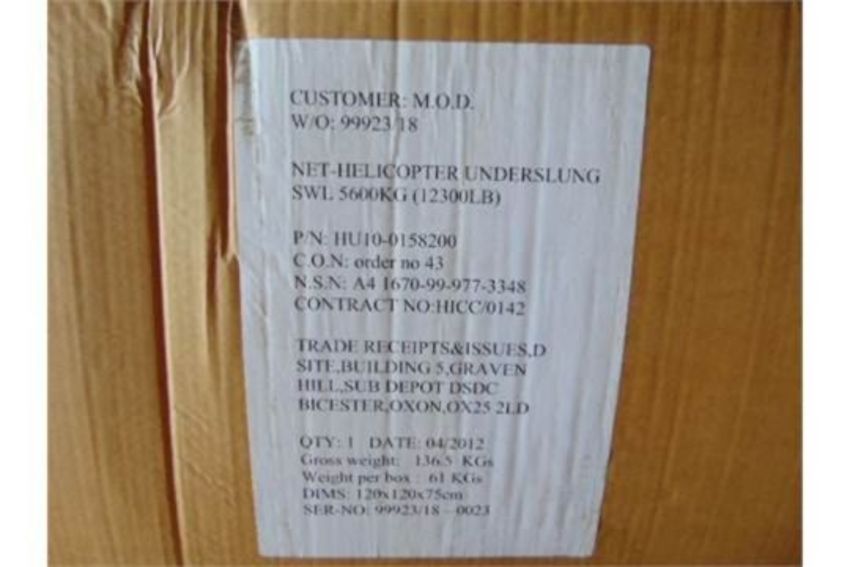 CUSTOMER: M.O.D.
W/O: 99923/18
NET-HELICOPTER UNDERSLUNG
SWL 5600KG (12300LB)
P/N: HU10-0158200
C.O.N: order no 43
N.S.N: A4 1670-99-977-3348
CONTRACT NO:HICC/0142
TRADE RECEIPTS&ISSUES,D
SITE,BUILDING 5,GRAVEN
HILL,SUB DEPOT DSDC
BICESTER,OXON,OX25 2LD
QTY: 1 DATE: 04/2012
Gross weight: 136.5 KGs
Weight per box : 61 KGs
DIMS: 120x120x75cm
SER-NO: 99923/18 - 0023